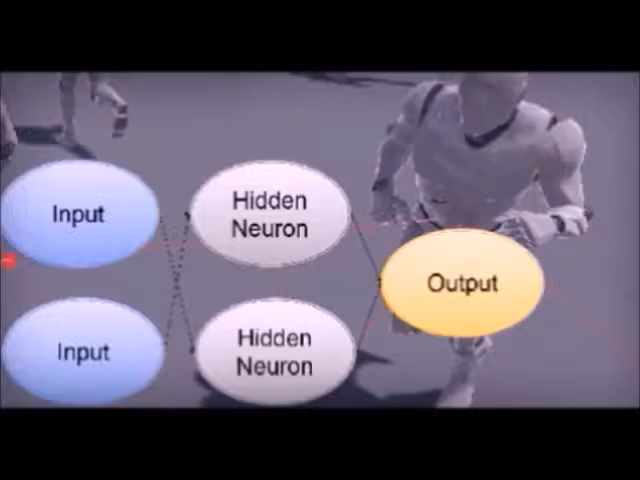 Input
Hidden
Neuron
Output
Input
Hidden
Neuron